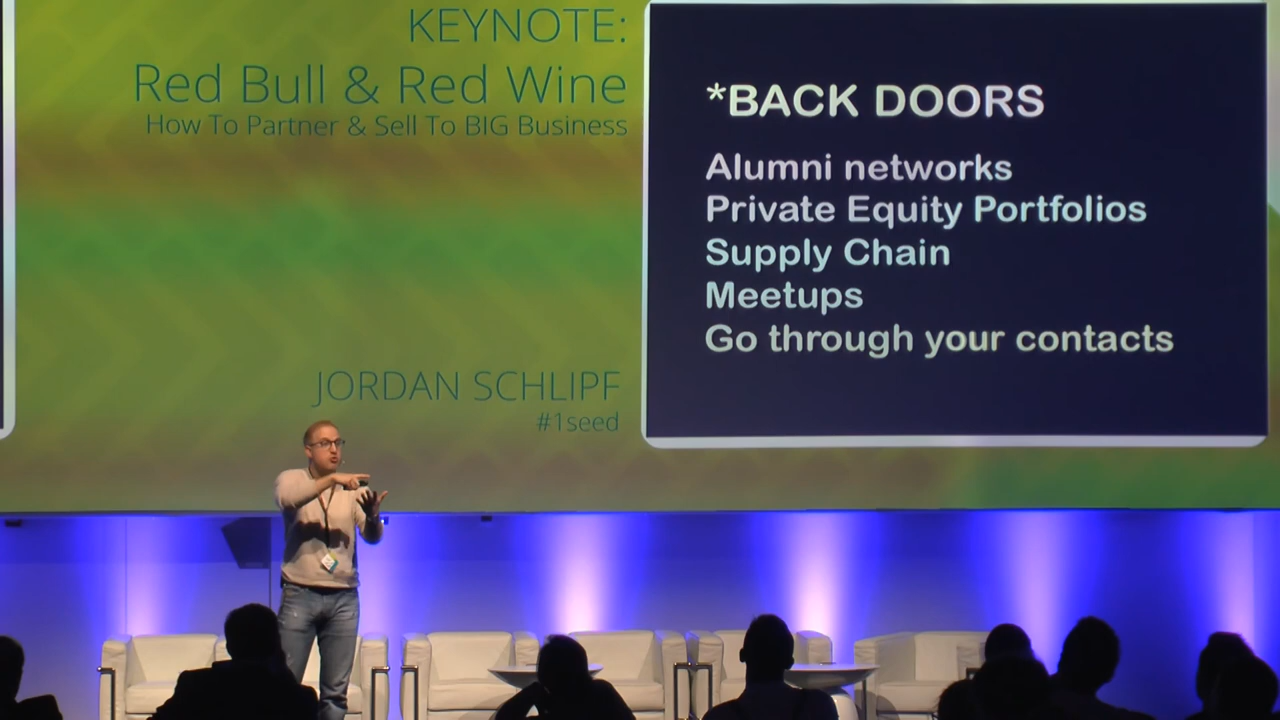 KEYNOTE:
Red Bull & Red Wine
How To Partner & Sell To BIG Business
JORDAN SCHLIPF
#1seed
*BACK DOORS
Alumni networks
Private Equity Portfolios
Supply Chain
Meetups
Go through your contacts